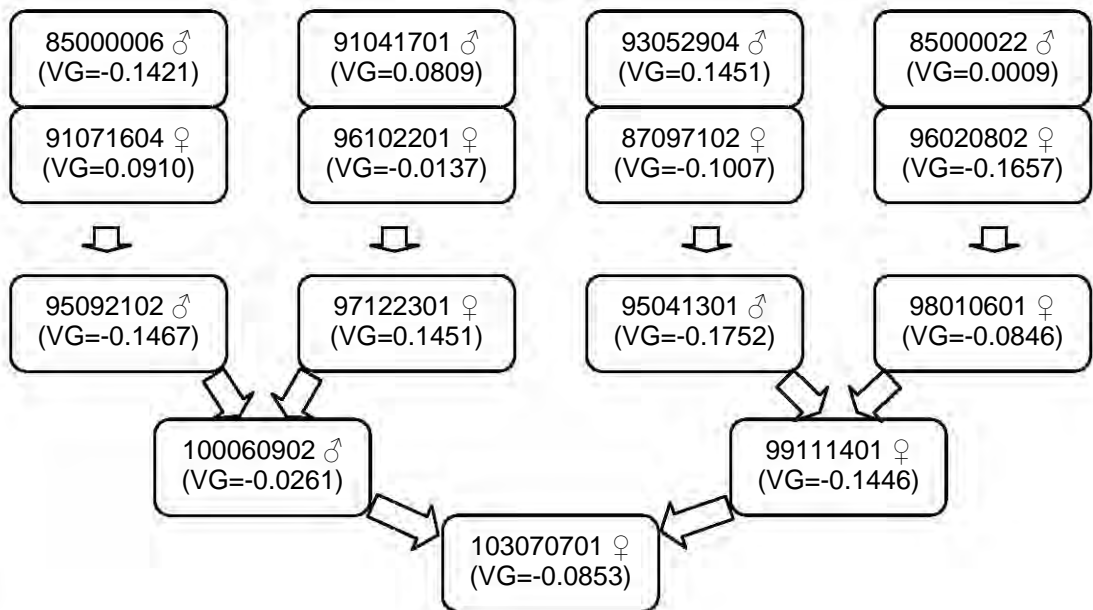 85000006 ♂
(VG=-0.1421)
91041701 ♂
(VG=0.0809)
93052904 ♂
(VG=0.1451)
85000022 ♂
(VG=0.0009)
91071604 ♀
(VG=0.0910)
96102201 ♀
(VG=-0.0137)
87097102 ♀
(VG=-0.1007)
96020802 ♀
(VG=-0.1657)
95092102 ♂
(VG=-0.1467)
97122301 ♀
(VG=0.1451)
95041301 ♂
(VG=-0.1752)
98010601 ♀
(VG=-0.0846)
100060902 ♂
(VG=-0.0261)
99111401 ♀
(VG=-0.1446)
103070701 ♀
(VG=-0.0853)